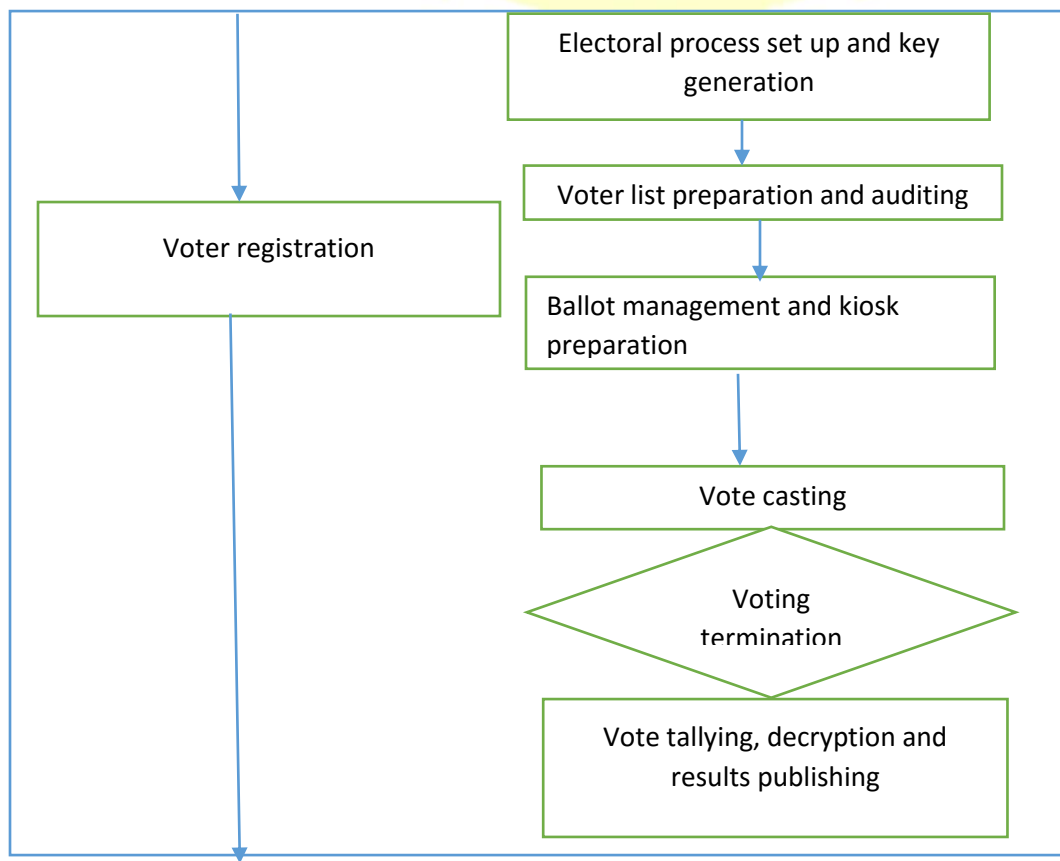 Electoral process set up and key
generation
Voter list preparation and auditing
Voter registration
Ballot management and kiosk
preparation
Vote casting
Voting
termination
Vote tallying, decryption and
results publishing